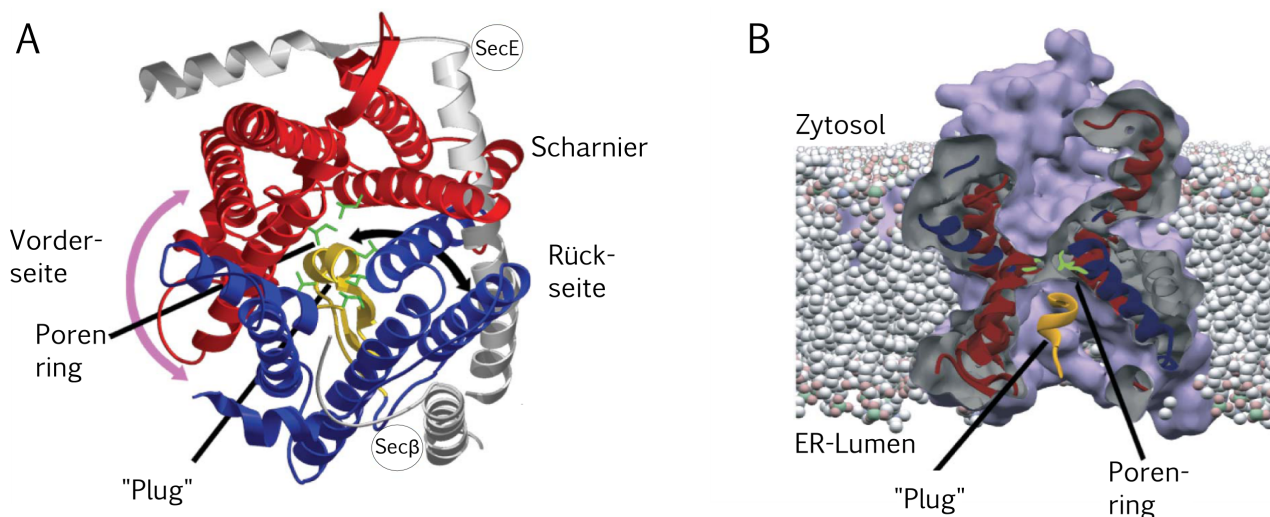 A
SecE
Scharnier
Vorder-
seite
Rück-
seite
Poren
ring
Secβ
"Plug"
B
Zytosol
ER-Lumen
"Plug"
Poren-
ring